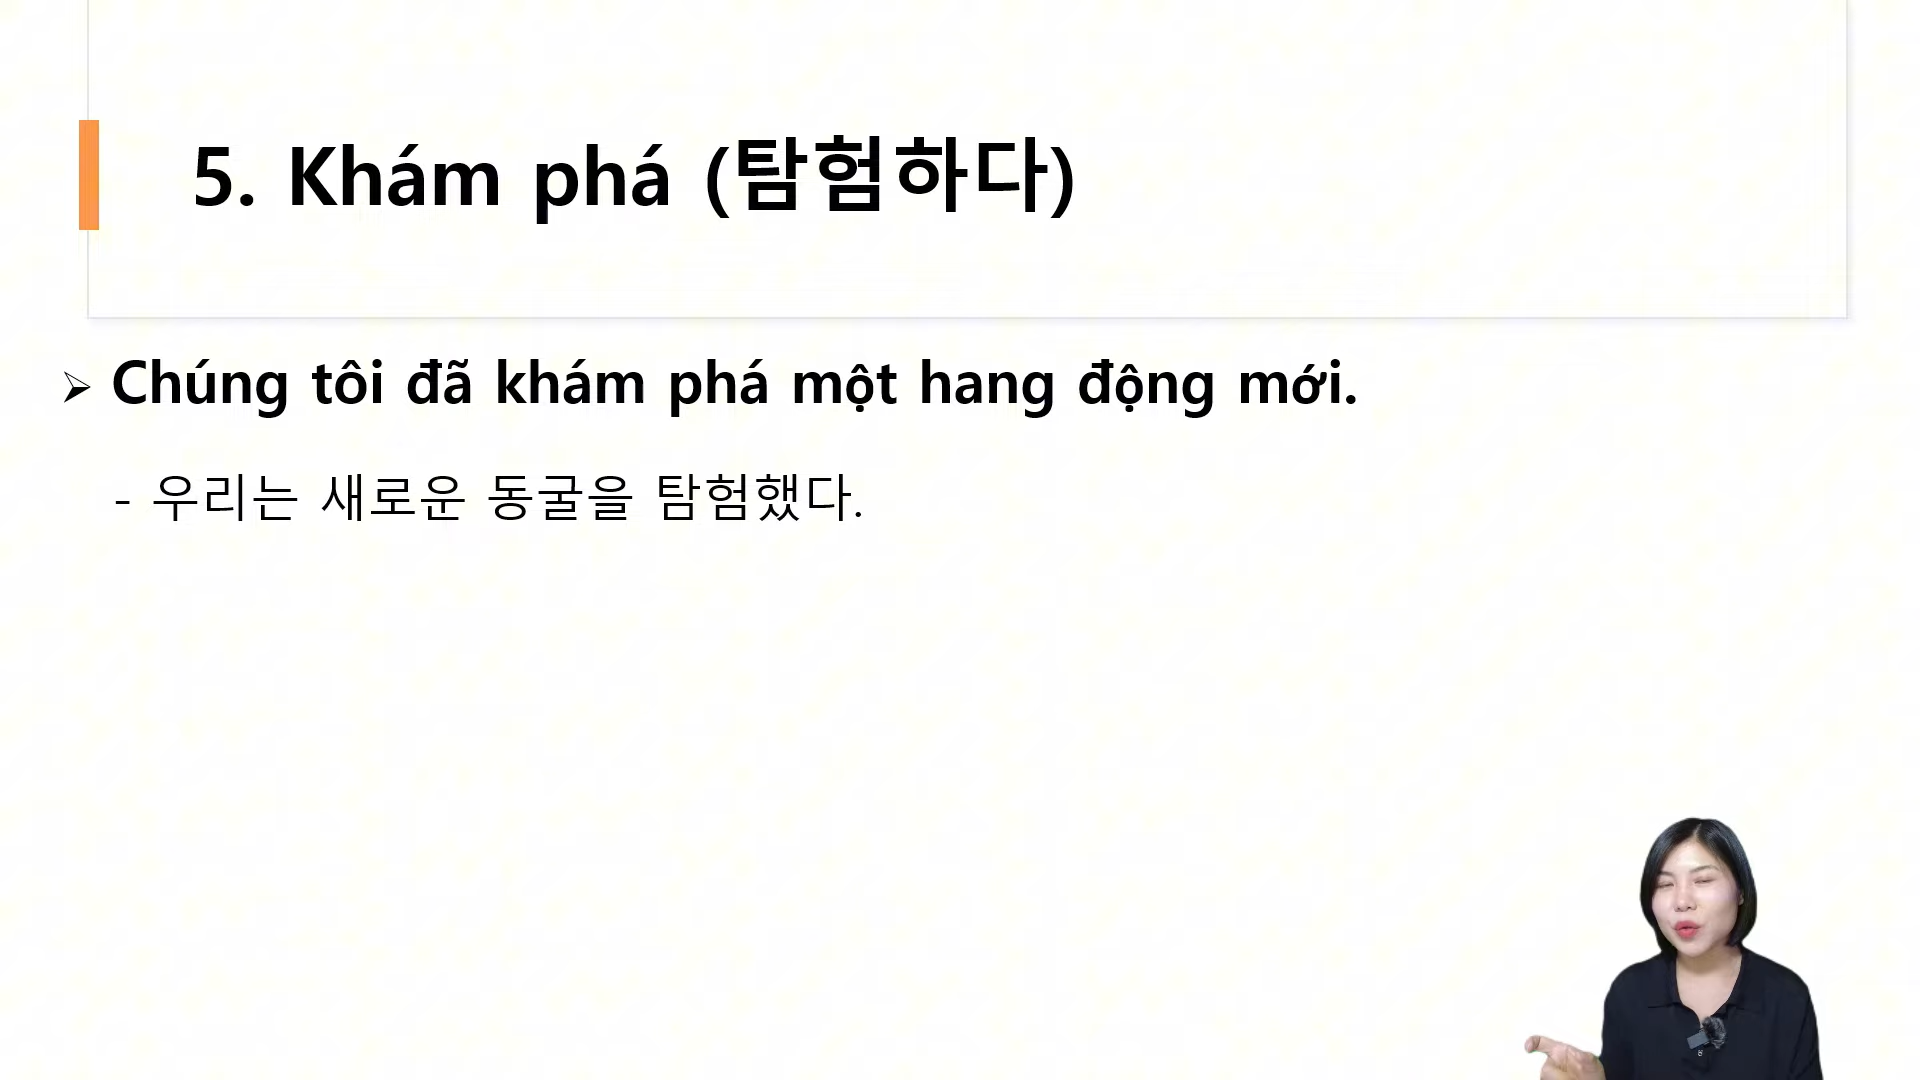 5. Khám phá (탐험하다)
➢ Chúng tôi đã khám phá một hang động mới.
- 우리는 새로운 동굴을 탐험했다.